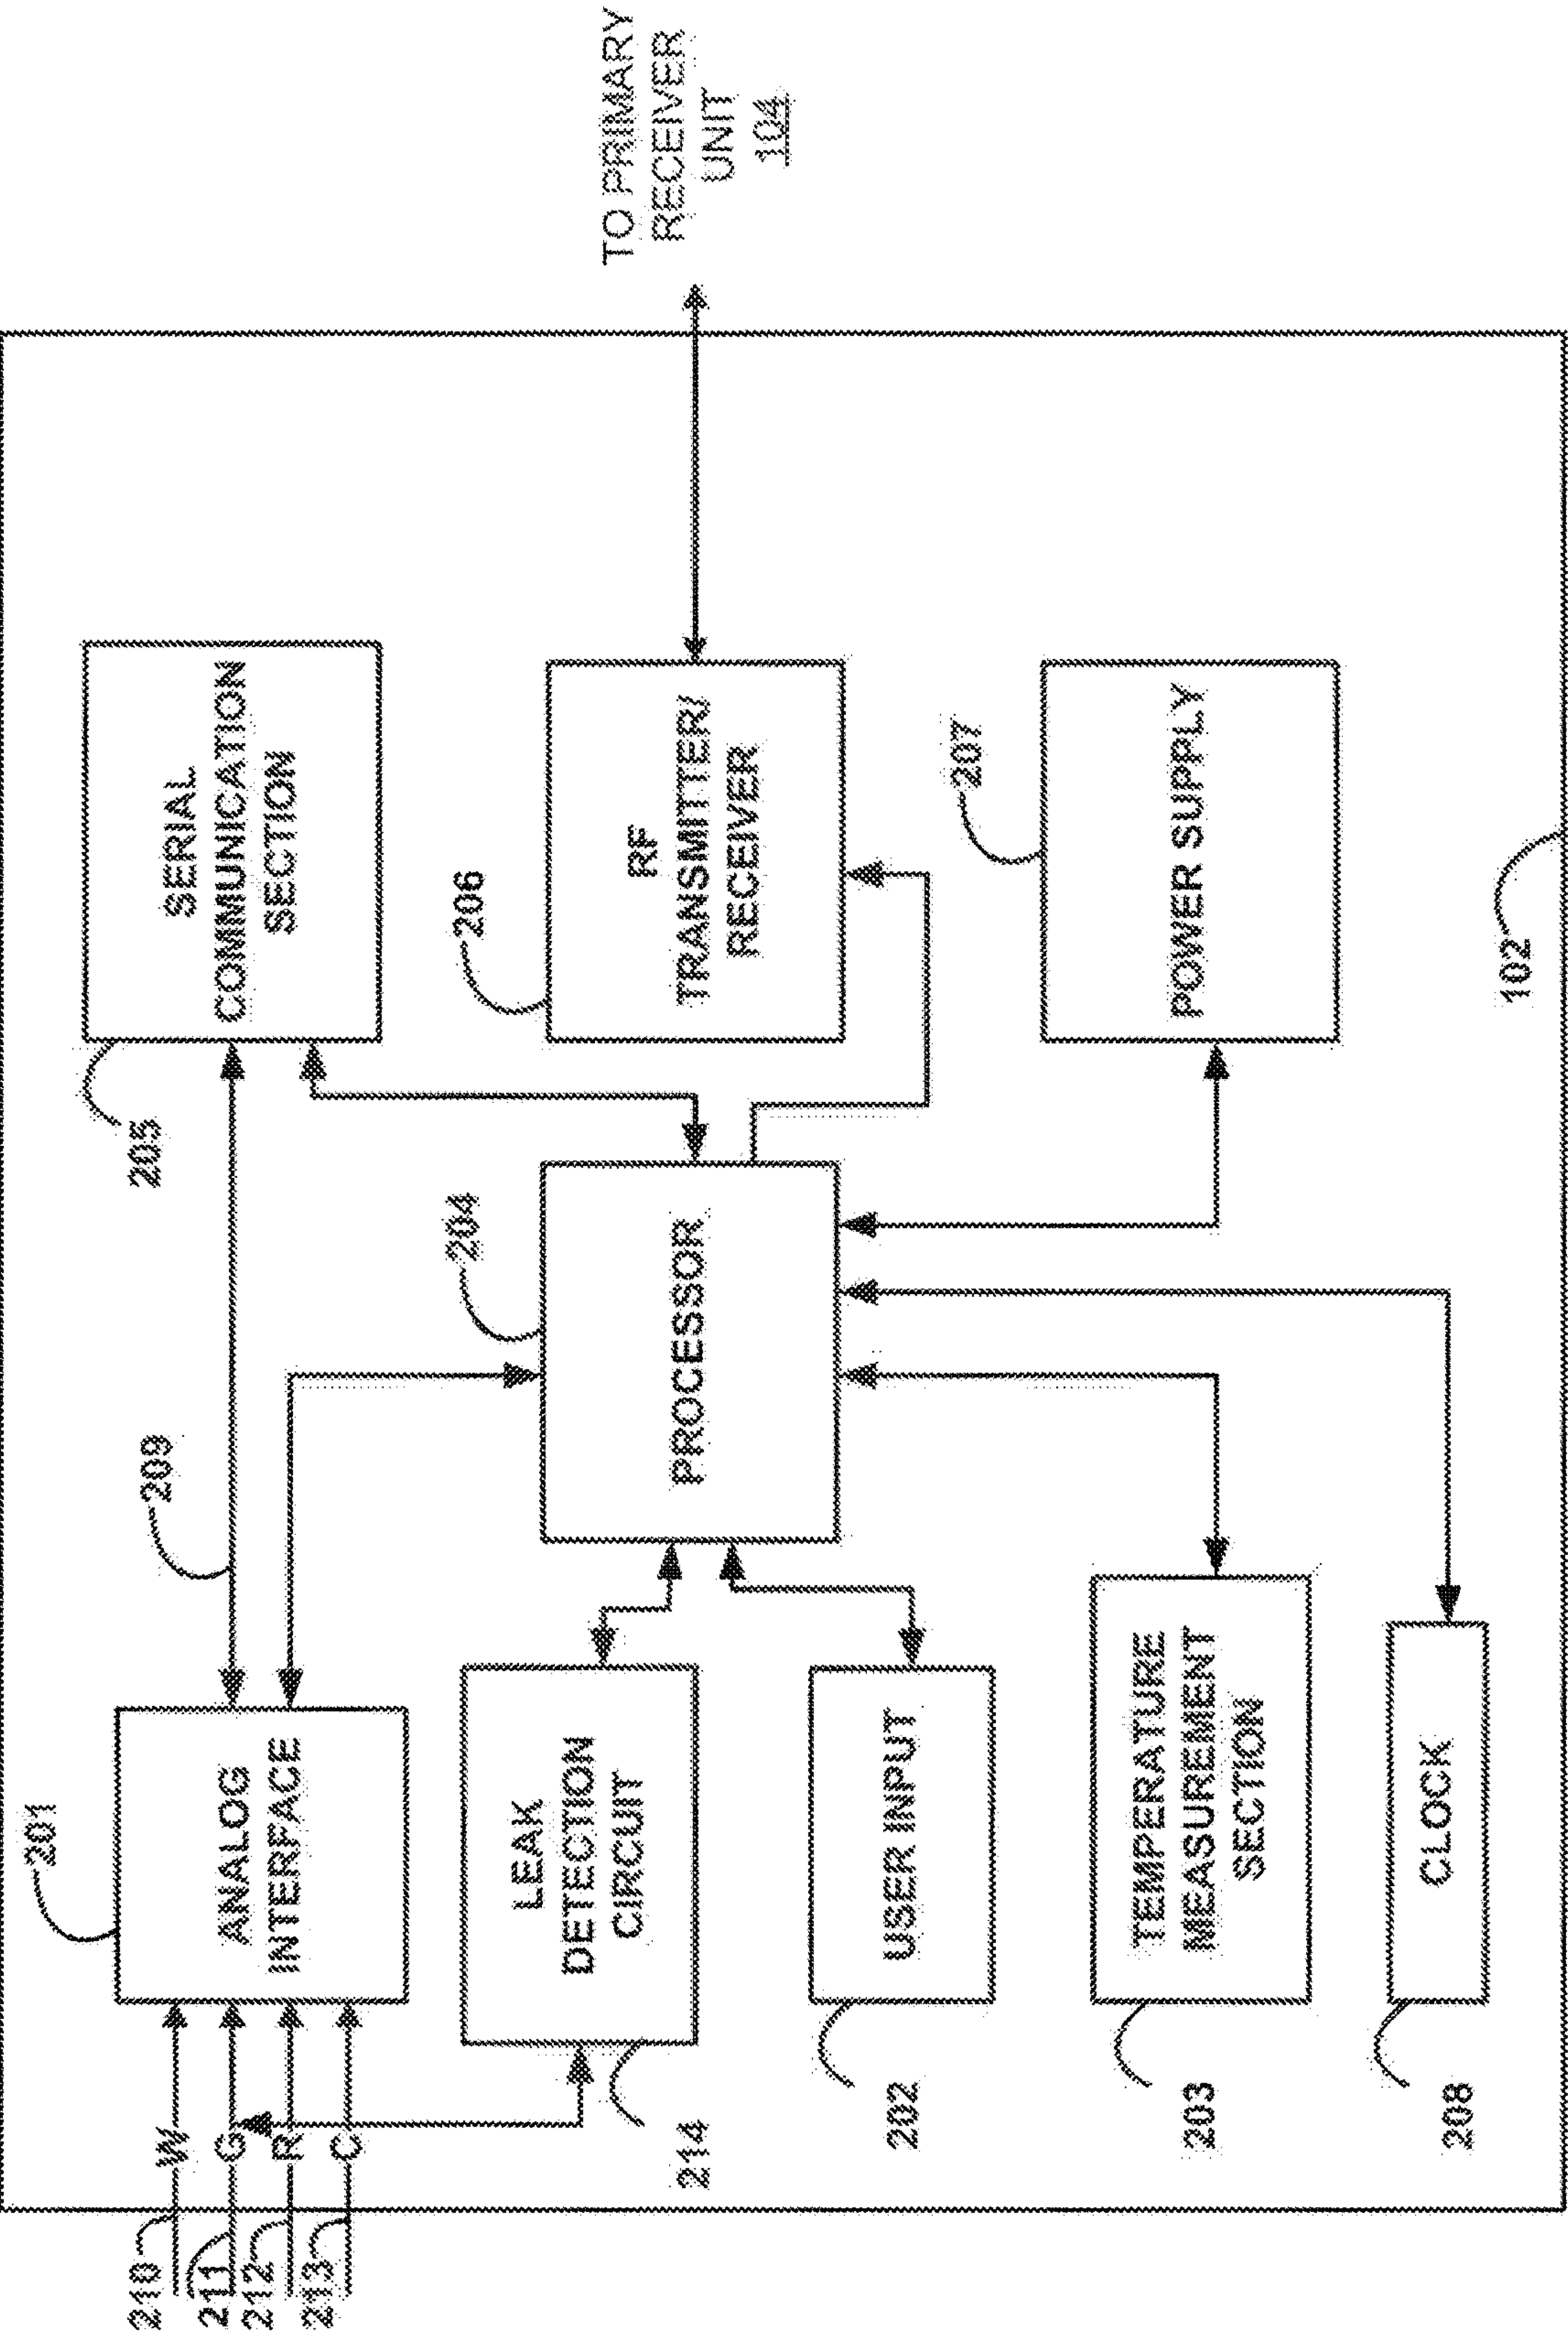 210
211
212
213
W
G
R
C
201
ANALOG
INTERFACE
209
205
SERIAL
COMMUNICATION
SECTION
214
LEAK
DETECTION
CIRCUIT
204
PROCESSOR
206
RF
TRANSMITTER/
RECEIVER
TO PRIMARY
RECEIVER
UNIT
104
202
USER INPUT
203
TEMPERATURE
MEASUREMENT
SECTION
207
POWER SUPPLY
208
CLOCK
102